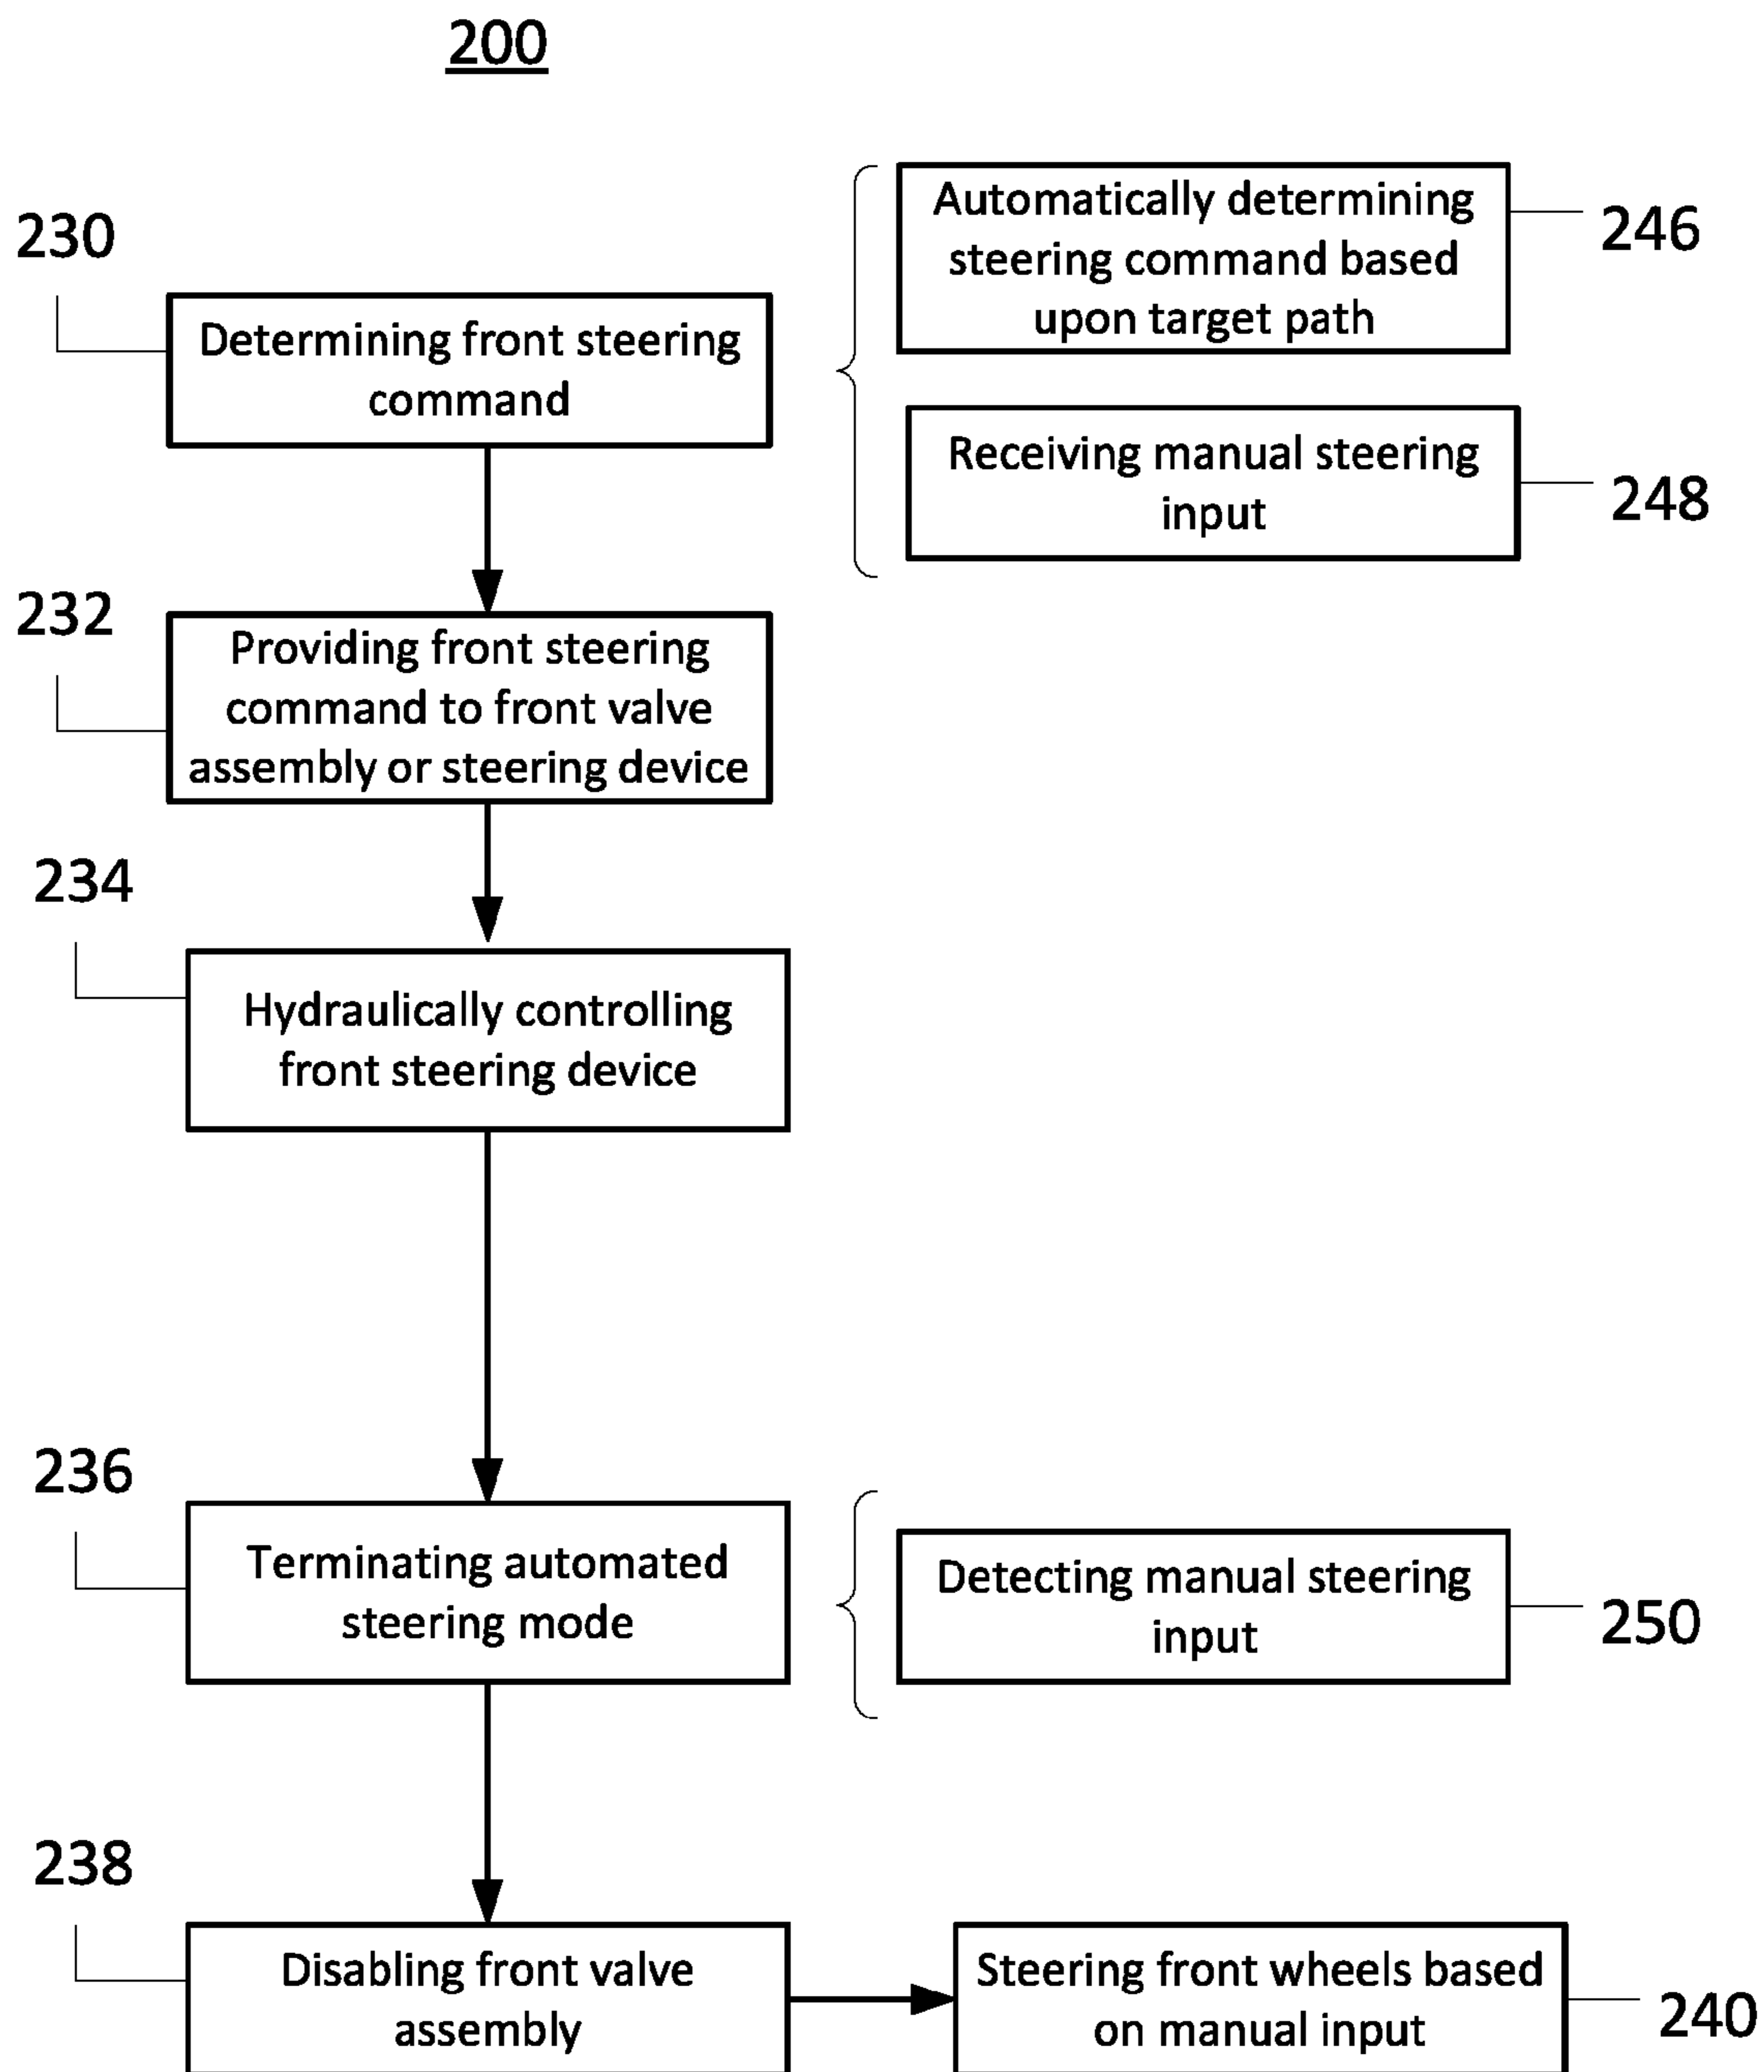 200
230
Determining front steering
command
Automatically determining
steering command based
upon target path
246
Receiving manual steering
input
248
232
Providing front steering
command to front valve
assembly or steering device
234
Hydraulically controlling
front steering device
236
Terminating automated
steering mode
Detecting manual steering
input
250
238
Disabling front valve
assembly
Steering front wheels based
on manual input
240